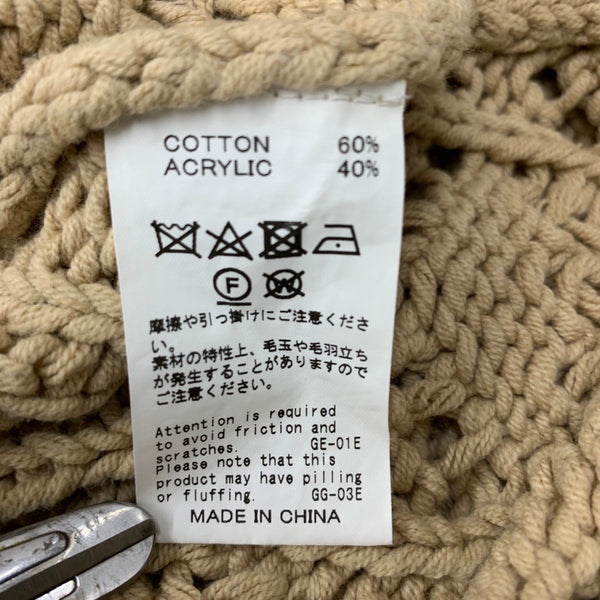 COTTON 60%
ACRYLIC 40%
F W
摩擦や引っ掛けにご注意くださ
い。
素材の特性上、毛玉や毛羽立ち
が発生することがありますので
ご注意ください。
Attention is required
to avoid friction and
scratches. GE-01E
Please note that this
product may have pilling
or fluffing. GG-03E
MADE IN CHINA